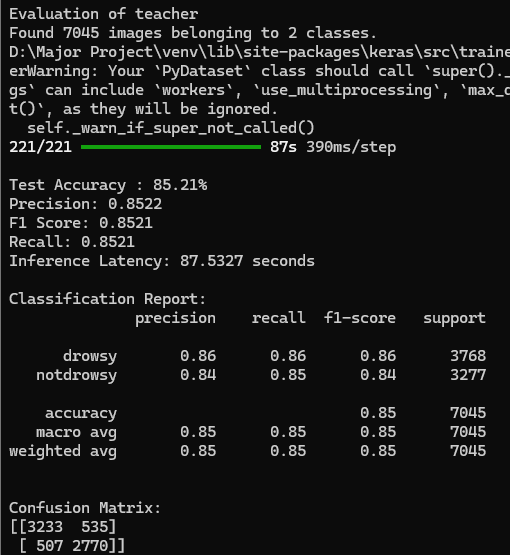 Evaluation of teacher
Found 7045 images belonging to 2 classes.
D:\Major Project\venv\lib\site-packages\keras\src\traine
erWarning: Your `PyDataset` class should call `super()._
gs` can include `workers`, `use_multiprocessing`, `max_q
t()`, as they will be ignored.
  self._warn_if_super_not_called()
221/221 87s 390ms/step

Test Accuracy : 85.21%
Precision: 0.8522
F1 Score: 0.8521
Recall: 0.8521
Inference Latency: 87.5327 seconds

Classification Report:
              precision    recall  f1-score   support

      drowsy       0.86      0.86      0.86      3768
   notdrowsy       0.84      0.85      0.84      3277

    accuracy                           0.85      7045
   macro avg       0.85      0.85      0.85      7045
weighted avg       0.85      0.85      0.85      7045


Confusion Matrix:
[[3233  535]
 [ 507 2770]]